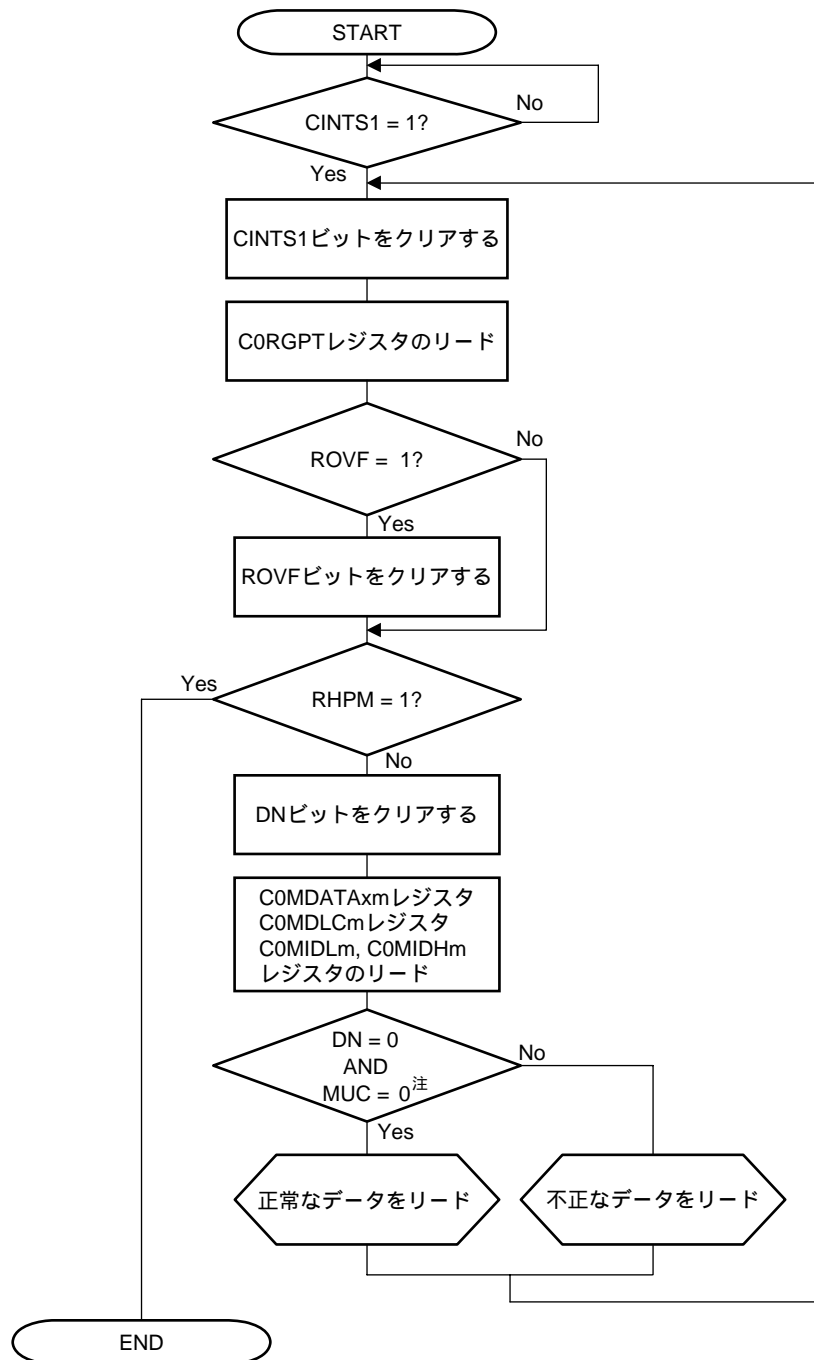 START
CINTS1 = 1?
No
Yes
CINTS1ビットをクリアする
C0RGPTレジスタのリード
ROVF = 1?
No
Yes
ROVFビットをクリアする
Yes
RHPM = 1?
No
DNビットをクリアする
C0MDATAxmレジスタ
C0MDLCmレジスタ
C0MIDLm, C0MIDHm
レジスタのリード
DN = 0
AND
MUC = 0注
No
Yes
正常なデータをリード
不正なデータをリード
END